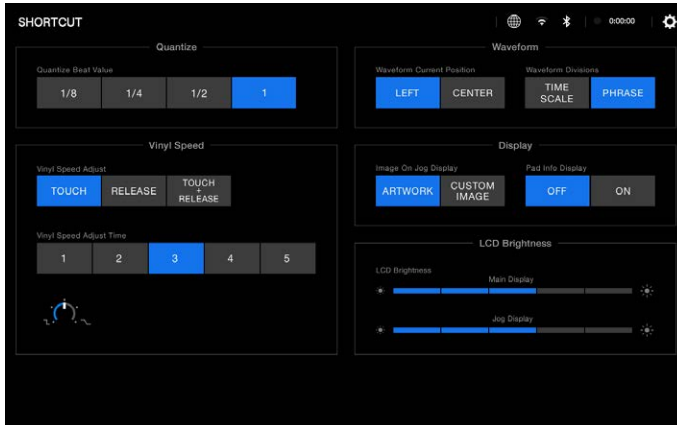 SHORTCUT
0:00:00
Quantize
Quantize Beat Value
1/8 1/4 1/2 1
Vinyl Speed
Vinyl Speed Adjust
TOUCH RELEASE TOUCH
+
RELEASE
Vinyl Speed Adjust Time
1 2 3 4 5
Waveform
Waveform Current Position Waveform Divisions
LEFT CENTER TIME
SCALE PHRASE
Display
Image On Jog Display Pad Info Display
ARTWORK CUSTOM
IMAGE OFF ON
LCD Brightness
LCD Brightness
Main Display
Jog Display